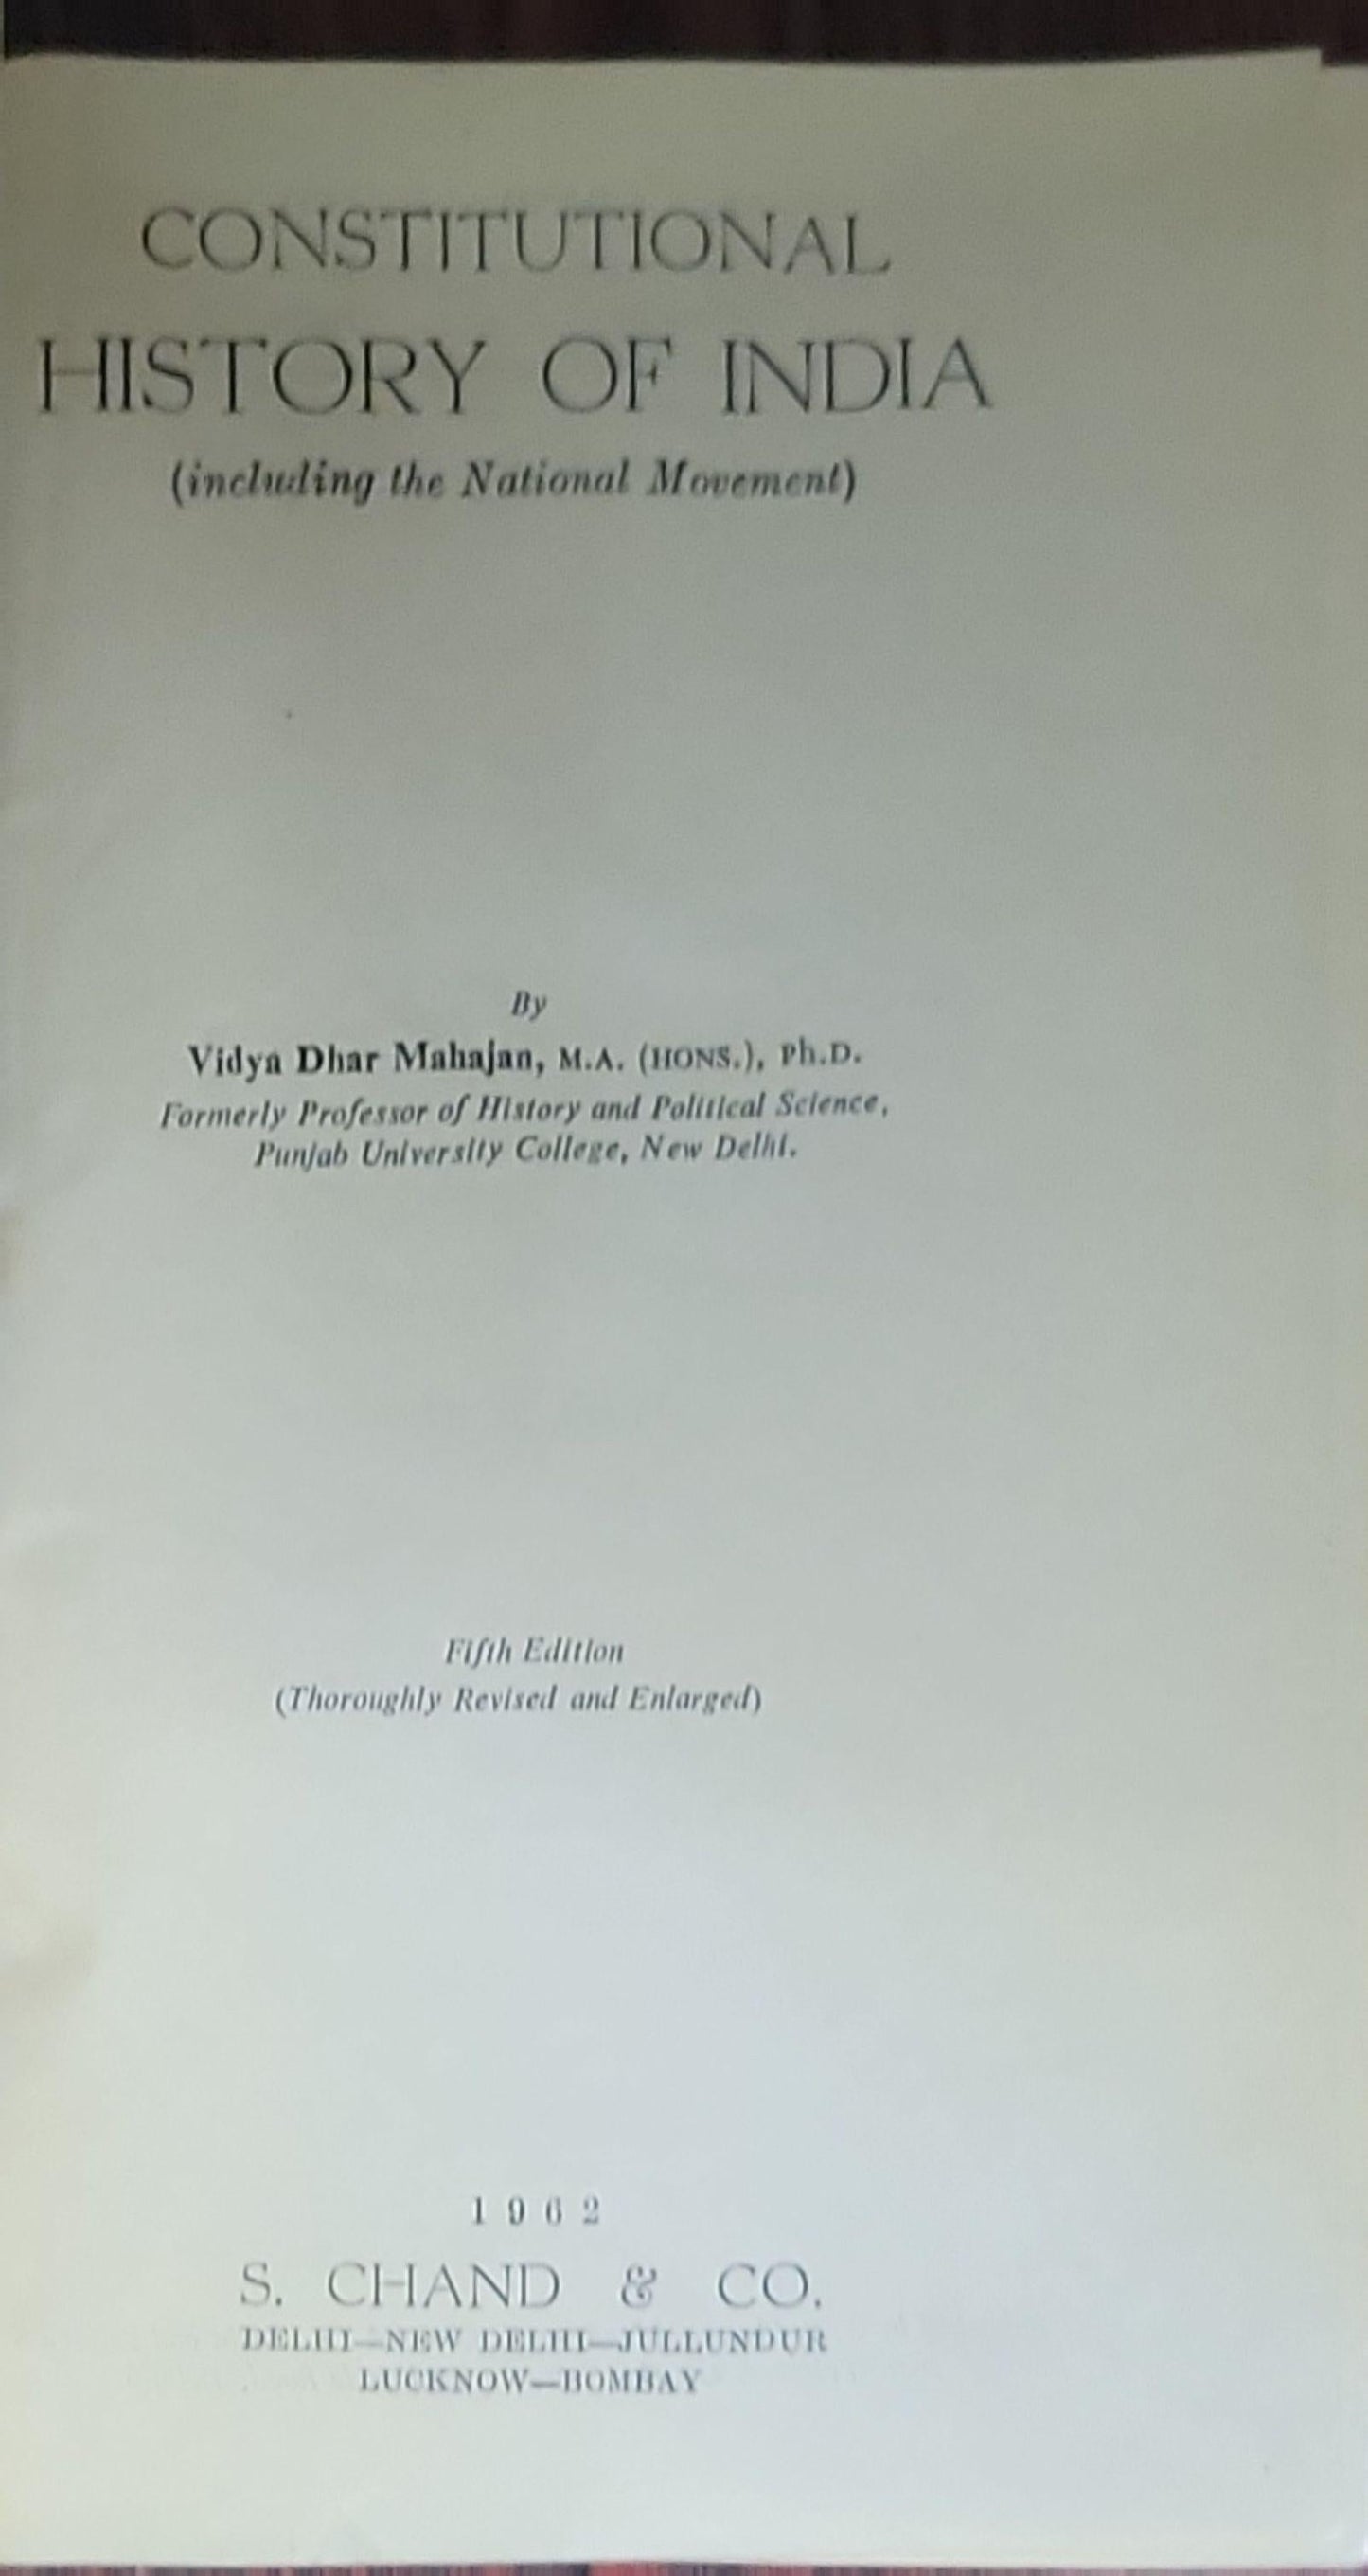 CONSTITUTIONAL
HISTORY OF INDIA
(including the National Movement)
By
Vidya Dhar Mahajan, M.A. (HONS.), Ph.D.
Formerly Professor of History and Political Science,
Punjab University College, New Delhi.
Fifth Edition
(Thoroughly Revised and Enlarged)
1962
S. CHAND & CO.
DELHI—NEW DELHI—JULLUNDUR
LUCKNOW—BOMBAY